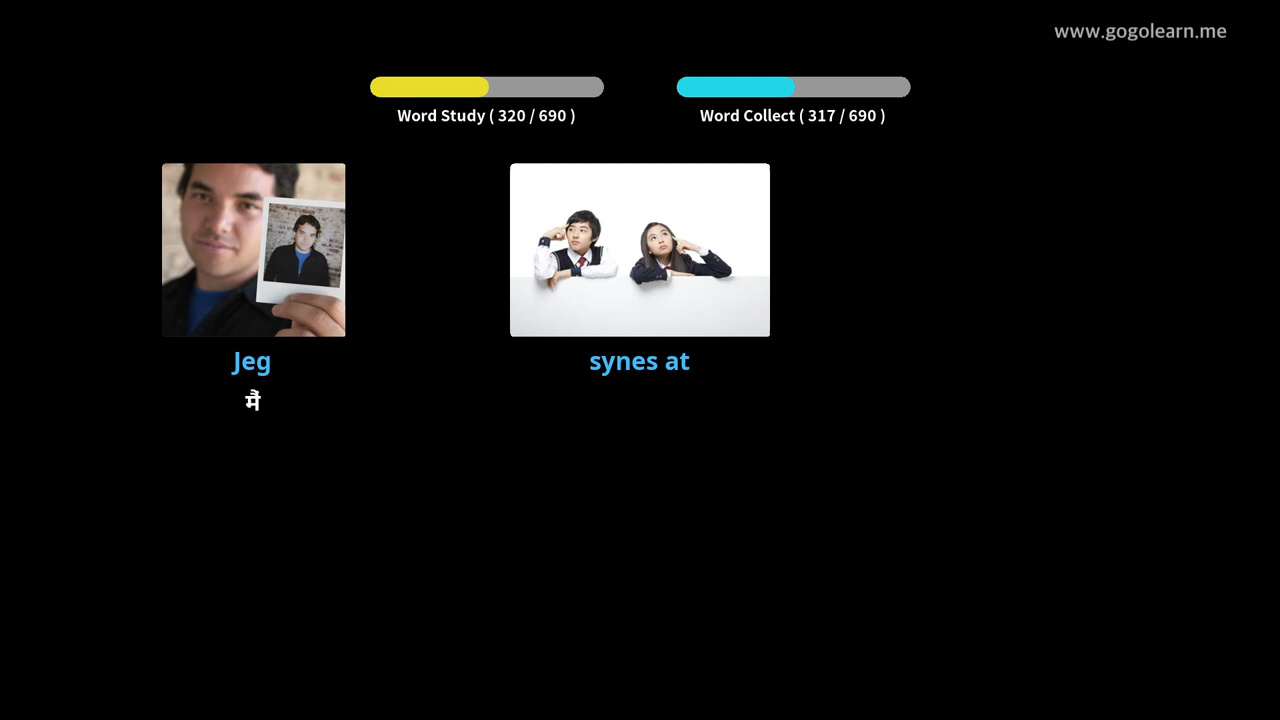 www.gogolearn.me
Word Study ( 320 / 690 )
Word Collect ( 317 / 690 )
Jeg
synes at
मैं